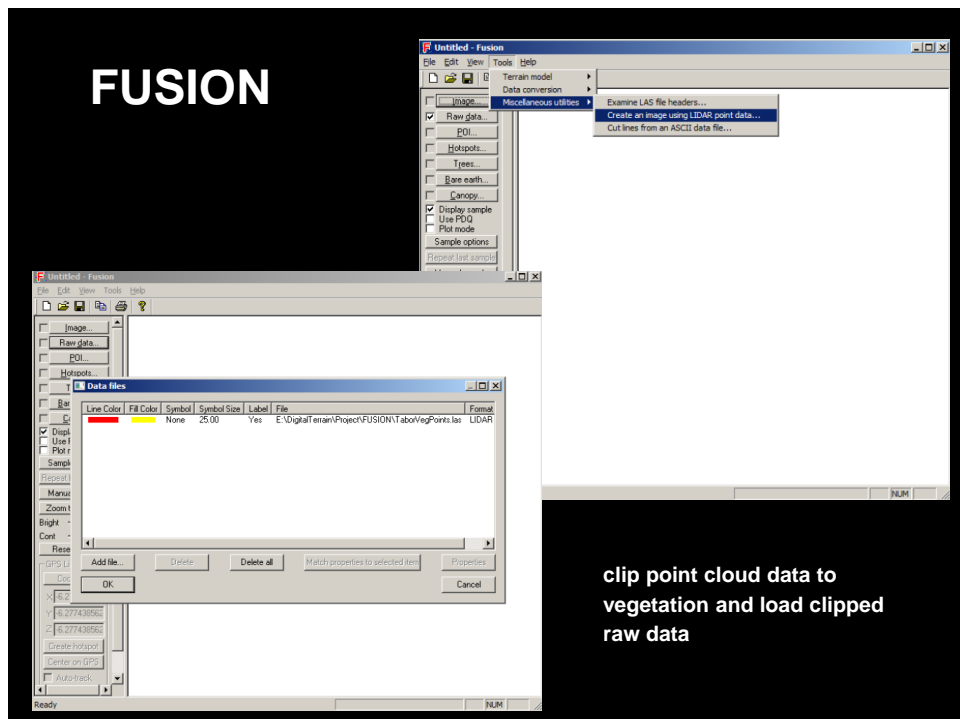 FUSION
Untitled - Fusion
File Edit View Tools Help
Terrain model
Data conversion
Miscellaneous utilities
Examine LAS file headers...
Create an image using LIDAR point data...
Cut lines from an ASCII data file...
Image...
Raw data...
POI...
Hotspots...
Trees...
Bare earth...
Canopy...
Display sample
Use PDQ
Plot mode
Sample options
Repeat last sample
NUM
Untitled - Fusion
File Edit View Tools Help
Image...
Raw data...
POI...
Hotspots...
Data files
Line Color Fill Color Symbol Symbol Size Label File Format
None 25.00 Yes E:\DigitalTerrain\Project\FUSION\TaborVegPoints.las LIDAR
Add file... Delete Delete all Match properties to selected item Properties
OK Cancel
Bright
Cont
X
Y -6.277438562
Z -6.277438562
Create hotspot
Center on GPS
Auto-track
Ready NUM
clip point cloud data to
vegetation and load clipped
raw data